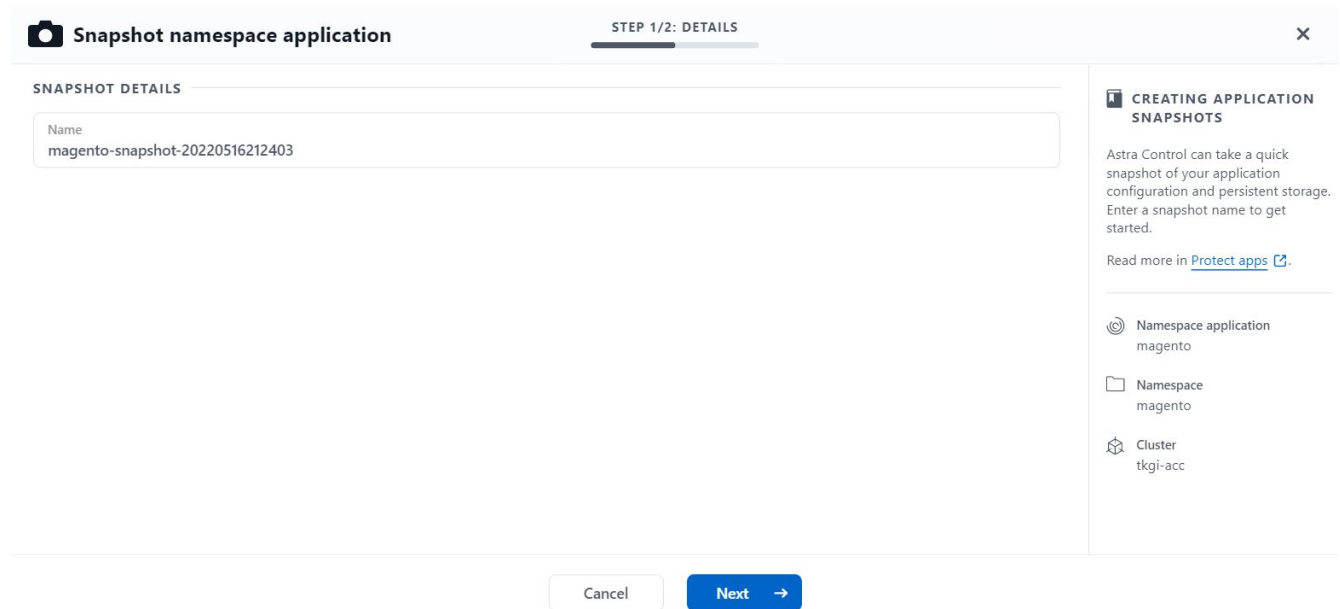 Snapshot namespace application
STEP 1/2: DETAILS
SNAPSHOT DETAILS
Name
magento-snapshot-20220516212403
CREATING APPLICATION
SNAPSHOTS
Astra Control can take a quick
snapshot of your application
configuration and persistent storage.
Enter a snapshot name to get
started.
Read more in Protect apps.
Namespace application
magento
Namespace
magento
Cluster
tkgi-acc
Cancel
Next